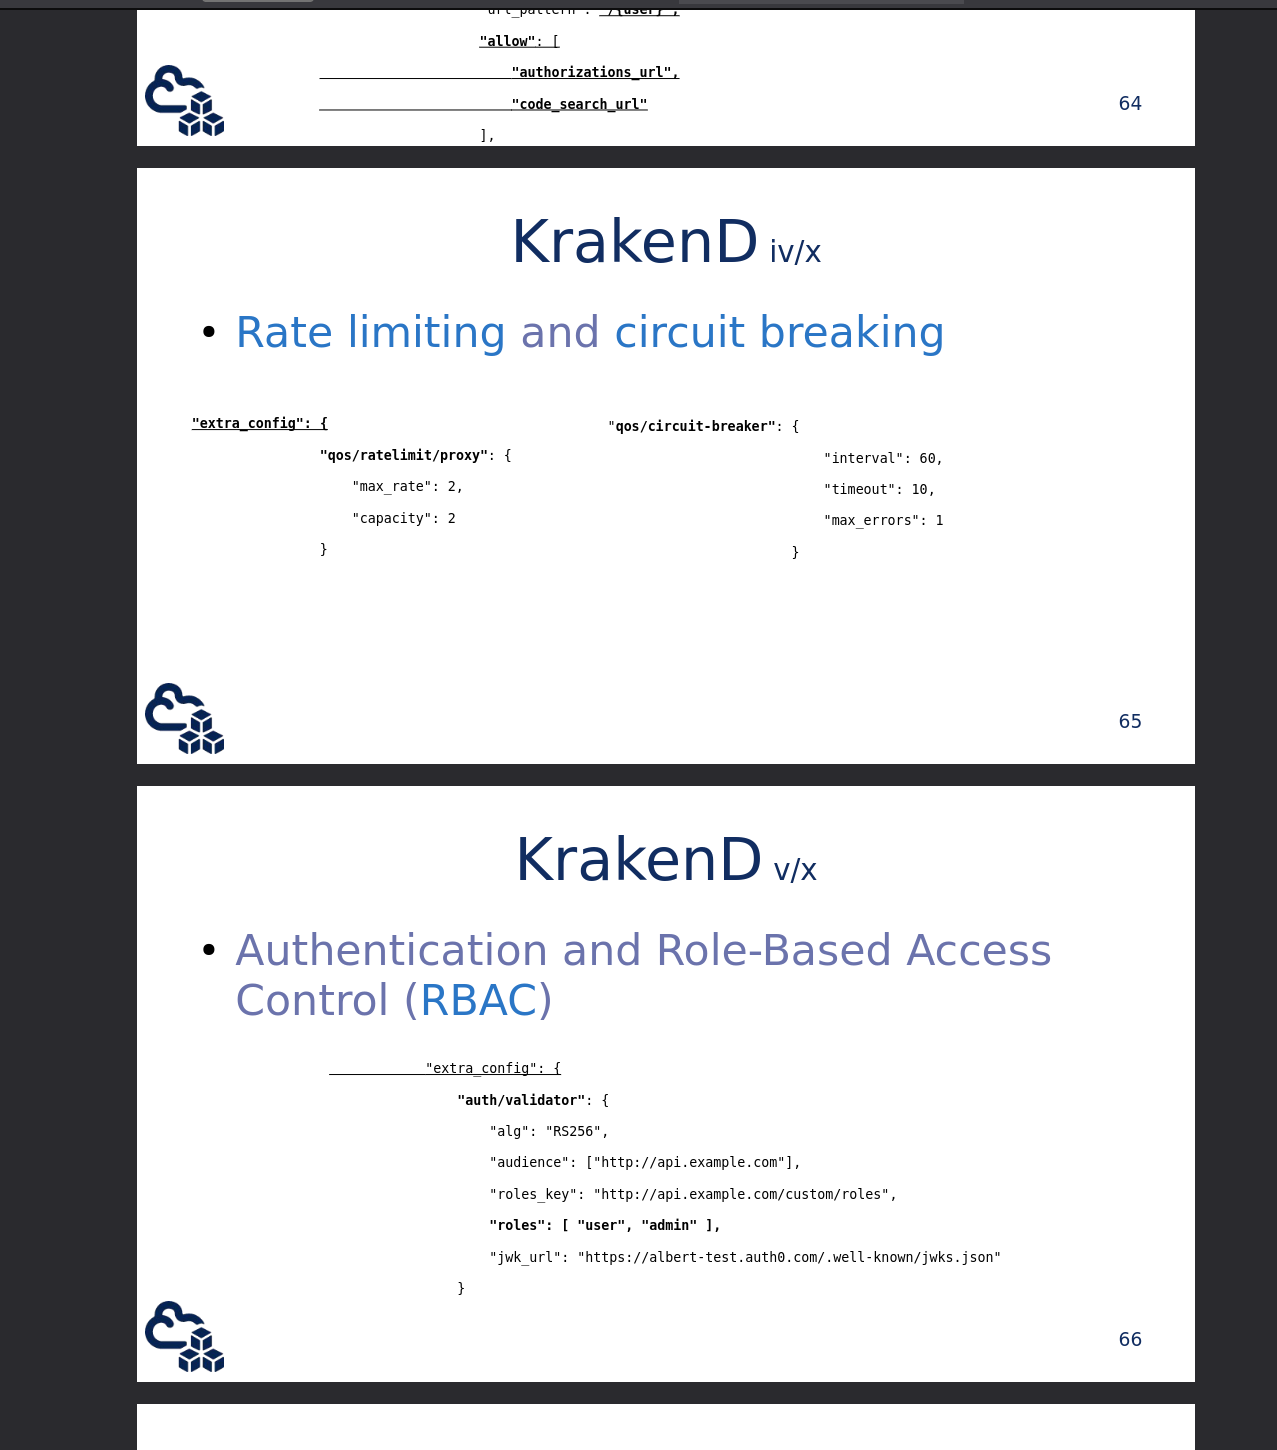 "url_pattern": "/{user}",
"allow": [
"authorizations_url",
"code_search_url"
],
64
KrakenD iv/x
• Rate limiting and circuit breaking
"extra_config": {
"qos/ratelimit/proxy": {
"max_rate": 2,
"capacity": 2
}
"qos/circuit-breaker": {
"interval": 60,
"timeout": 10,
"max_errors": 1
}
65
KrakenD v/x
• Authentication and Role-Based Access
Control (RBAC)
"extra_config": {
"auth/validator": {
"alg": "RS256",
"audience": ["http://api.example.com"],
"roles_key": "http://api.example.com/custom/roles",
"roles": [ "user", "admin" ],
"jwk_url": "https://albert-test.auth0.com/.well-known/jwks.json"
}
66